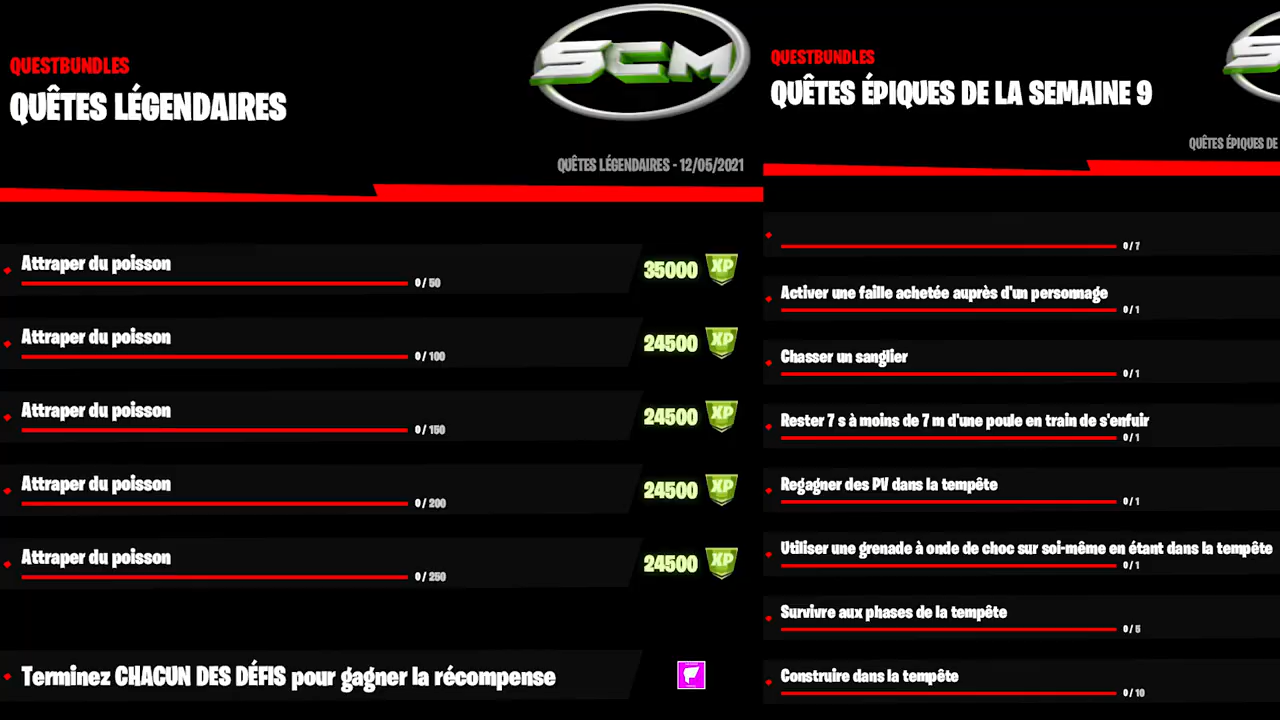 QUESTBUNDLES
QUÊTES LÉGENDAIRES
SCM
QUÊTES LÉGENDAIRES - 12/05/2021
Attraper du poisson
0 / 50
35000 XP
Attraper du poisson
0 / 100
24500 XP
Attraper du poisson
0 / 150
24500 XP
Attraper du poisson
0 / 200
24500 XP
Attraper du poisson
0 / 250
24500 XP
Terminez CHACUN DES DÉFIS pour gagner la récompense
QUESTBUNDLES
QUÊTES ÉPIQUES DE LA SEMAINE 9
S
QUÊTES ÉPIQUES DE
0 / 7
Activer une faille achetée auprès d'un personnage
0 / 1
Chasser un sanglier
0 / 1
Rester 7 s à moins de 7 m d'une poule en train de s'enfuir
0 / 1
Regagner des PV dans la tempête
0 / 1
Utiliser une grenade à onde de choc sur soi-même en étant dans la tempête
0 / 1
Survivre aux phases de la tempête
0 / 5
Construire dans la tempête
0 / 10